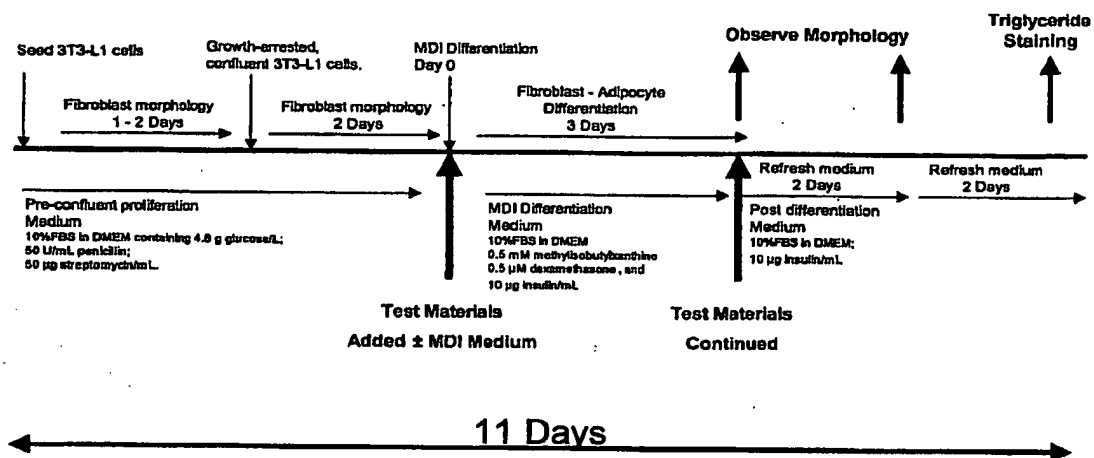 Seed 3T3-L1 cells
Growth-arrested,
confluent 3T3-L1 cells.
MDI Differentiation
Day 0
Observe Morphology
Triglyceride
Staining
Fibroblast morphology
1 - 2 Days
Fibroblast morphology
2 Days
Fibroblast - Adipocyte
Differentiation
3 Days
Refresh medium
2 Days
Refresh medium
2 Days
Pre-confluent proliferation
Medium
10%FBS in DMEM containing 4.8 g glucose/L;
50 U/mL penicillin;
50 µg streptomycin/mL.
MDI Differentiation
Medium
10%FBS in DMEM
0.5 mM methylisobutylxanthine
0.5 µM dexamethasone, and
10 µg insulin/mL
Post differentiation
Medium
10%FBS in DMEM;
10 µg insulin/mL
Test Materials
Added ± MDI Medium
Test Materials
Continued
11 Days